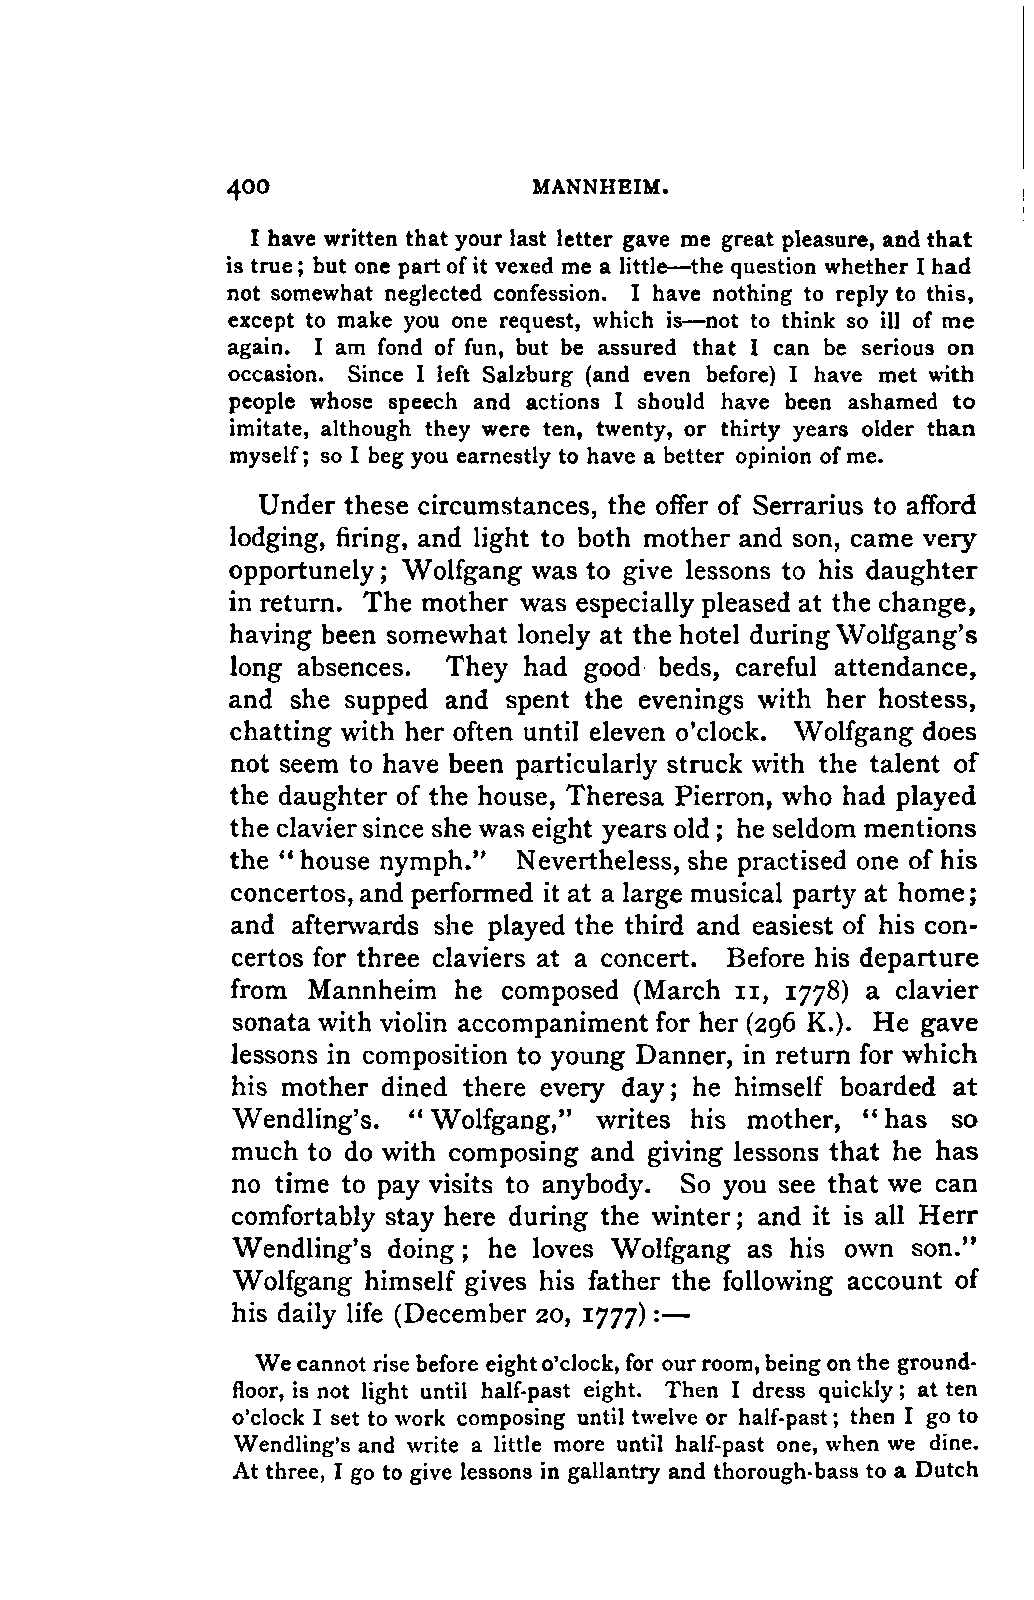 400 MANNHEIM.
I have written that your last letter gave me great pleasure, and that
is true; but one part of it vexed me a little—the question whether I had
not somewhat neglected confession. I have nothing to reply to this,
except to make you one request, which is—not to think so ill of me
again. I am fond of fun, but be assured that I can be serious on
occasion. Since I left Salzburg (and even before) I have met with
people whose speech and actions I should have been ashamed to
imitate, although they were ten, twenty, or thirty years older than
myself; so I beg you earnestly to have a better opinion of me.
Under these circumstances, the offer of Serrarius to afford
lodging, firing, and light to both mother and son, came very
opportunely; Wolfgang was to give lessons to his daughter
in return. The mother was especially pleased at the change,
having been somewhat lonely at the hotel during Wolfgang's
long absences. They had good beds, careful attendance,
and she supped and spent the evenings with her hostess,
chatting with her often until eleven o'clock. Wolfgang does
not seem to have been particularly struck with the talent of
the daughter of the house, Theresa Pierron, who had played
the clavier since she was eight years old; he seldom mentions
the "house nymph." Nevertheless, she practised one of his
concertos, and performed it at a large musical party at home;
and afterwards she played the third and easiest of his con-
certos for three claviers at a concert. Before his departure
from Mannheim he composed (March 11, 1778) a clavier
sonata with violin accompaniment for her (296 K.). He gave
lessons in composition to young Danner, in return for which
his mother dined there every day; he himself boarded at
Wendling's. "Wolfgang," writes his mother, "has so
much to do with composing and giving lessons that he has
no time to pay visits to anybody. So you see that we can
comfortably stay here during the winter; and it is all Herr
Wendling's doing; he loves Wolfgang as his own son."
Wolfgang himself gives his father the following account of
his daily life (December 20, 1777):—
We cannot rise before eight o'clock, for our room, being on the ground-
floor, is not light until half-past eight. Then I dress quickly; at ten
o'clock I set to work composing until twelve or half-past; then I go to
Wendling's and write a little more until half-past one, when we dine.
At three, I go to give lessons in gallantry and thorough-bass to a Dutch